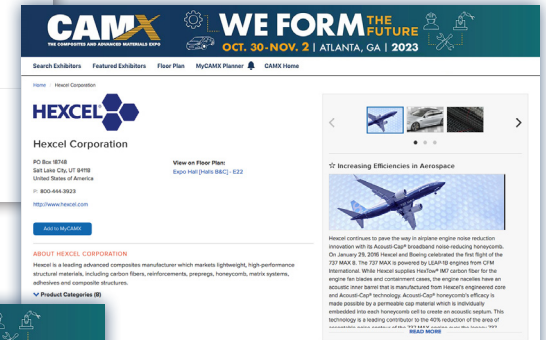 CAMX
THE COMPOSITES AND ADVANCED MATERIALS EXPO
WE FORM THE FUTURE
OCT. 30-NOV. 2 | ATLANTA, GA | 2023
Search Exhibitors Featured Exhibitors Floor Plan MyCAMX Planner CAMX Home
Home / Hexcel Corporation
HEXCEL
Hexcel Corporation
PO Box 18748
Salt Lake City, UT 84118
United States of America
P: 800-444-3923
http://www.hexcel.com
View on Floor Plan:
Expo Hall [Halls B&C] - E22
Add to MyCAMX
ABOUT HEXCEL CORPORATION
Hexcel is a leading advanced composites manufacturer which markets lightweight, high-performance
structural materials, including carbon fibers, reinforcements, prepregs, honeycomb, matrix systems,
adhesives and composite structures.
Product Categories (8)
Increasing Efficiencies in Aerospace
Hexcel continues to pave the way in airplane engine noise reduction
innovation with its Acousti-Cap® broadband noise-reducing honeycomb.
On January 29, 2016 Hexcel and Boeing celebrated the first flight of the
737 MAX 8. The 737 MAX is powered by LEAP-1B engines from CFM
International. While Hexcel supplies HexTow® IM7 carbon fiber for the
engine fan blades and containment cases, the engine nacelles have an
acoustic inner barrel that is manufactured from Hexcel's engineered core
and Acousti-Cap® technology. Acousti-Cap® honeycomb's efficacy is
made possible by a permeable cap material which is individually
embedded into each honeycomb cell to create an acoustic septum. This
technology is a leading contributor to the 40% reduction of the area of
READ MORE